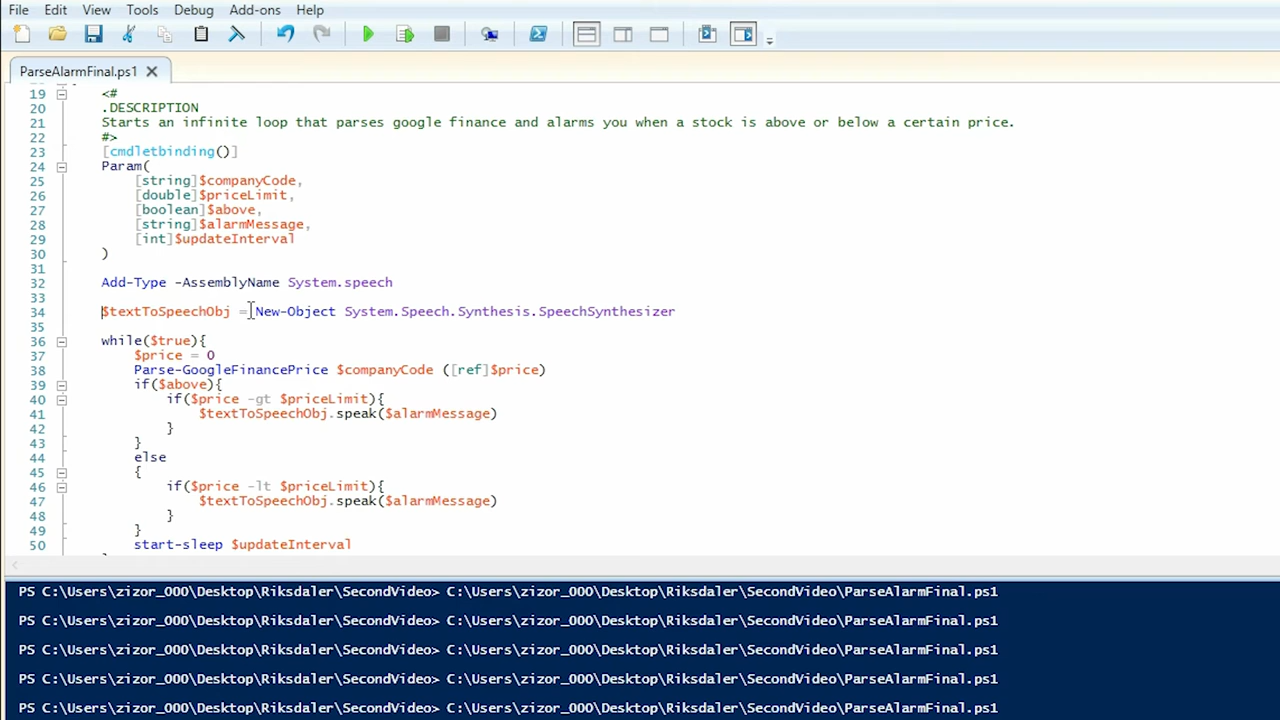 File Edit View Tools Debug Add-ons Help
ParseAlarmFinal.ps1
19 <#
20 .DESCRIPTION
21 Starts an infinite loop that parses google finance and alarms you when a stock is above or below a certain price.
22 #>
23 [cmdletbinding()]
24 Param(
25 [string]$companyCode,
26 [double]$priceLimit,
27 [boolean]$above,
28 [string]$alarmMessage,
29 [int]$updateInterval
30 )
31
32 Add-Type -AssemblyName System.speech
33
34 $textToSpeechObj = New-Object System.Speech.Synthesis.SpeechSynthesizer
35
36 while($true){
37 $price = 0
38 Parse-GoogleFinancePrice $companyCode ([ref]$price)
39 if($above){
40 if($price -gt $priceLimit){
41 $textToSpeechObj.speak($alarmMessage)
42 }
43 }
44 else
45 {
46 if($price -lt $priceLimit){
47 $textToSpeechObj.speak($alarmMessage)
48 }
49 }
50 start-sleep $updateInterval
PS C:\Users\zizor_000\Desktop\Riksdaler\SecondVideo> C:\Users\zizor_000\Desktop\Riksdaler\SecondVideo\ParseAlarmFinal.ps1
PS C:\Users\zizor_000\Desktop\Riksdaler\SecondVideo> C:\Users\zizor_000\Desktop\Riksdaler\SecondVideo\ParseAlarmFinal.ps1
PS C:\Users\zizor_000\Desktop\Riksdaler\SecondVideo> C:\Users\zizor_000\Desktop\Riksdaler\SecondVideo\ParseAlarmFinal.ps1
PS C:\Users\zizor_000\Desktop\Riksdaler\SecondVideo> C:\Users\zizor_000\Desktop\Riksdaler\SecondVideo\ParseAlarmFinal.ps1
PS C:\Users\zizor_000\Desktop\Riksdaler\SecondVideo> C:\Users\zizor_000\Desktop\Riksdaler\SecondVideo\ParseAlarmFinal.ps1